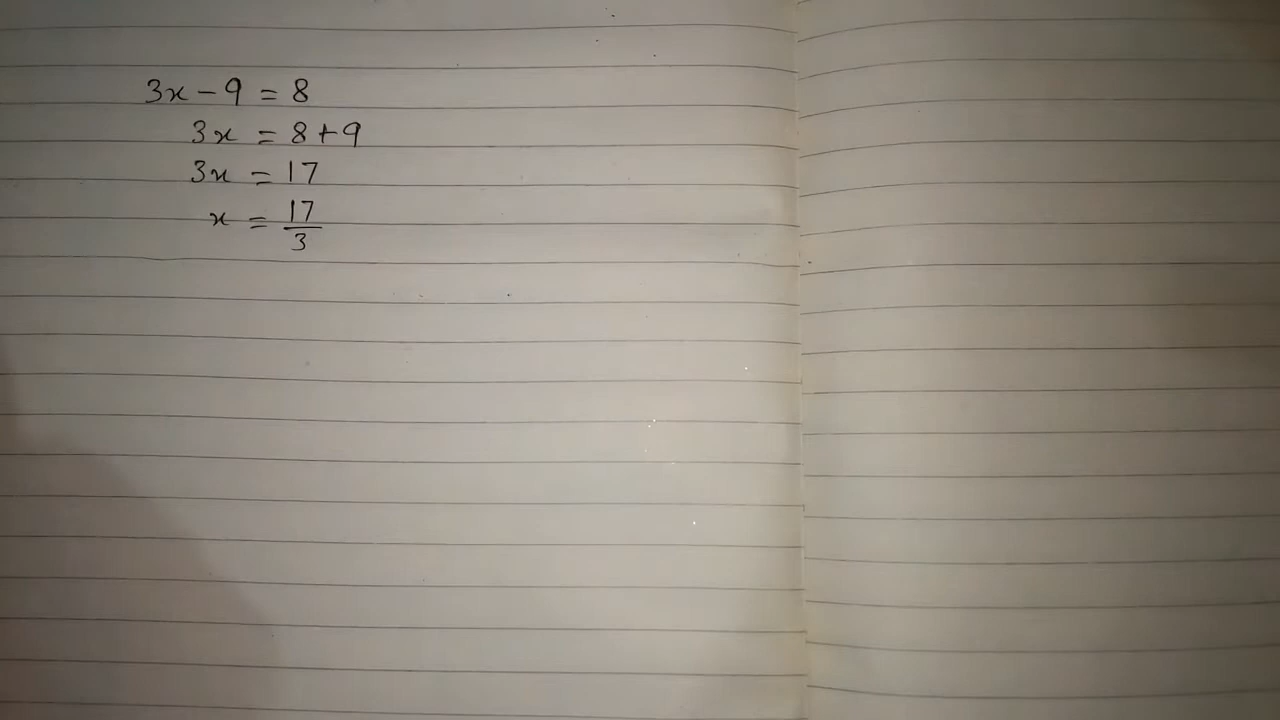 3x - 9 = 8
3x = 8 + 9
3x = 17
x = 17/3